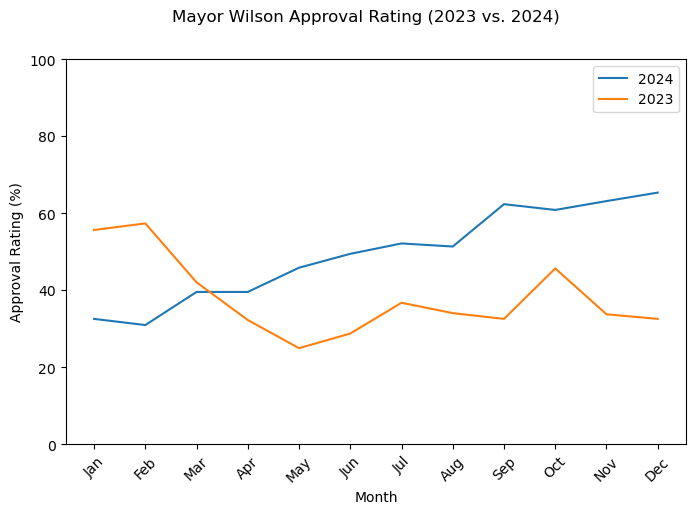 Mayor Wilson Approval Rating (2023 vs. 2024)
100
80
60
40
20
0
Approval Rating (%)
2024
2023
Jan Feb Mar Apr May Jun Jul Aug Sep Oct Nov Dec
Month